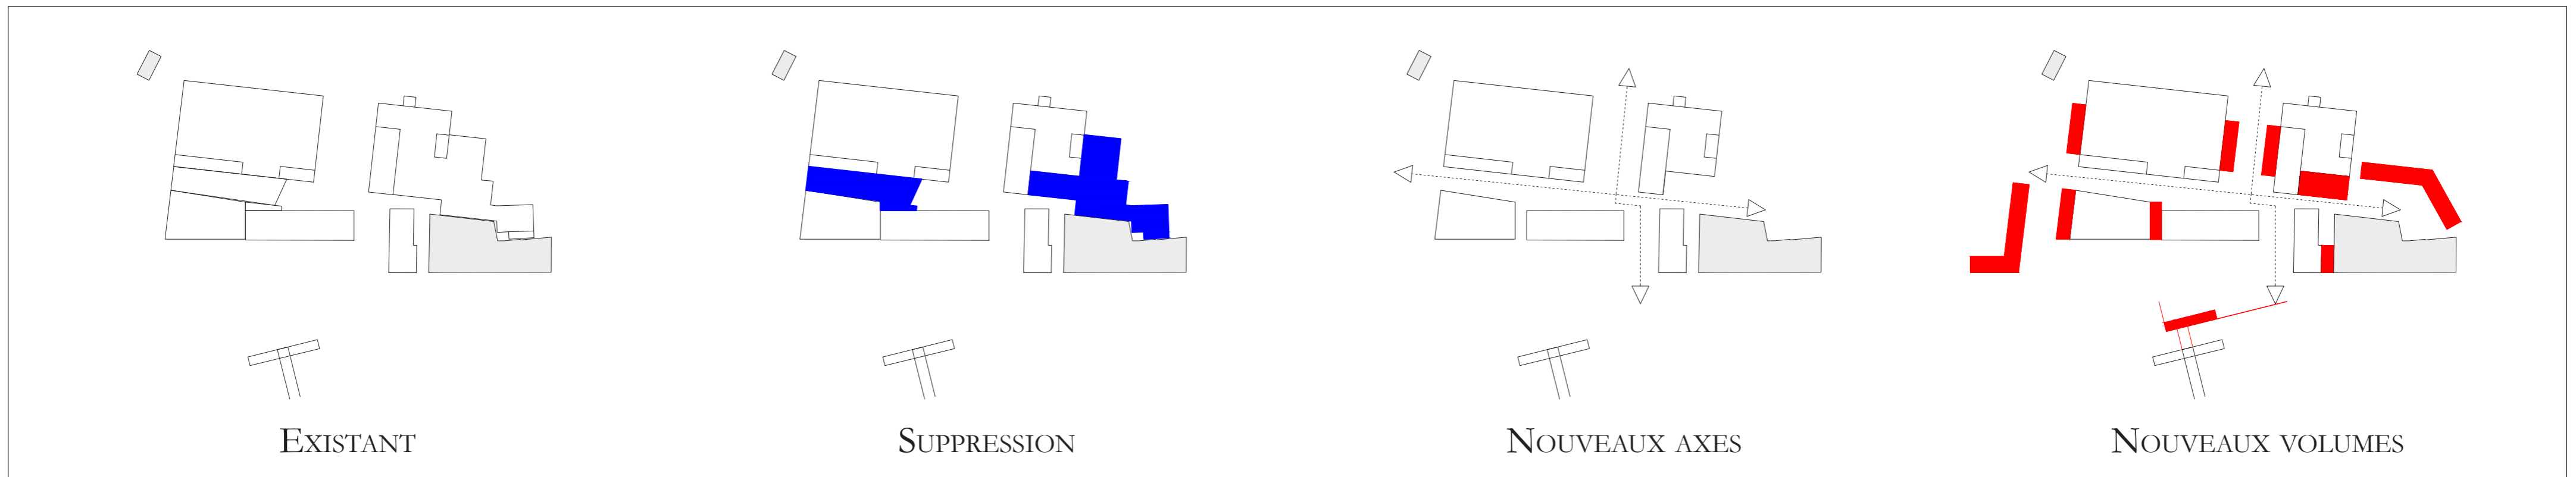 Existant
Suppression
Nouveaux axes
Nouveaux volumes